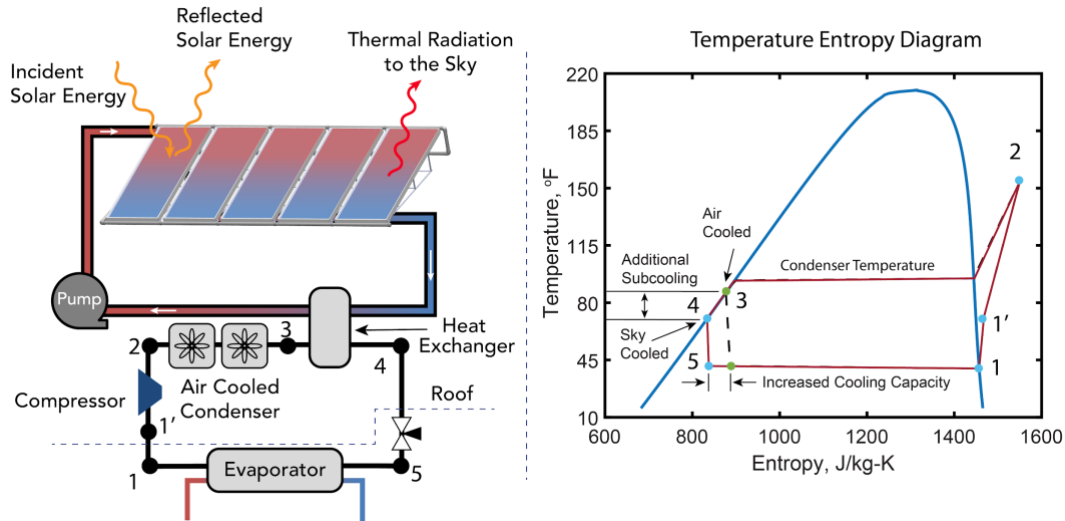 Reflected
Solar Energy
Incident
Solar Energy
Thermal Radiation
to the Sky
Pump
Heat
Exchanger
2
3
4
Air Cooled
Condenser
Compressor
1’
Roof
1
Evaporator
5
Temperature Entropy Diagram
Temperature, ºF
220
185
150
115
80
45
10
600
800
1000
1200
1400
1600
Entropy, J/kg-K
2
Air
Cooled
Additional
Subcooling
Condenser Temperature
4
3
Sky
Cooled
1’
5
1
Increased Cooling Capacity